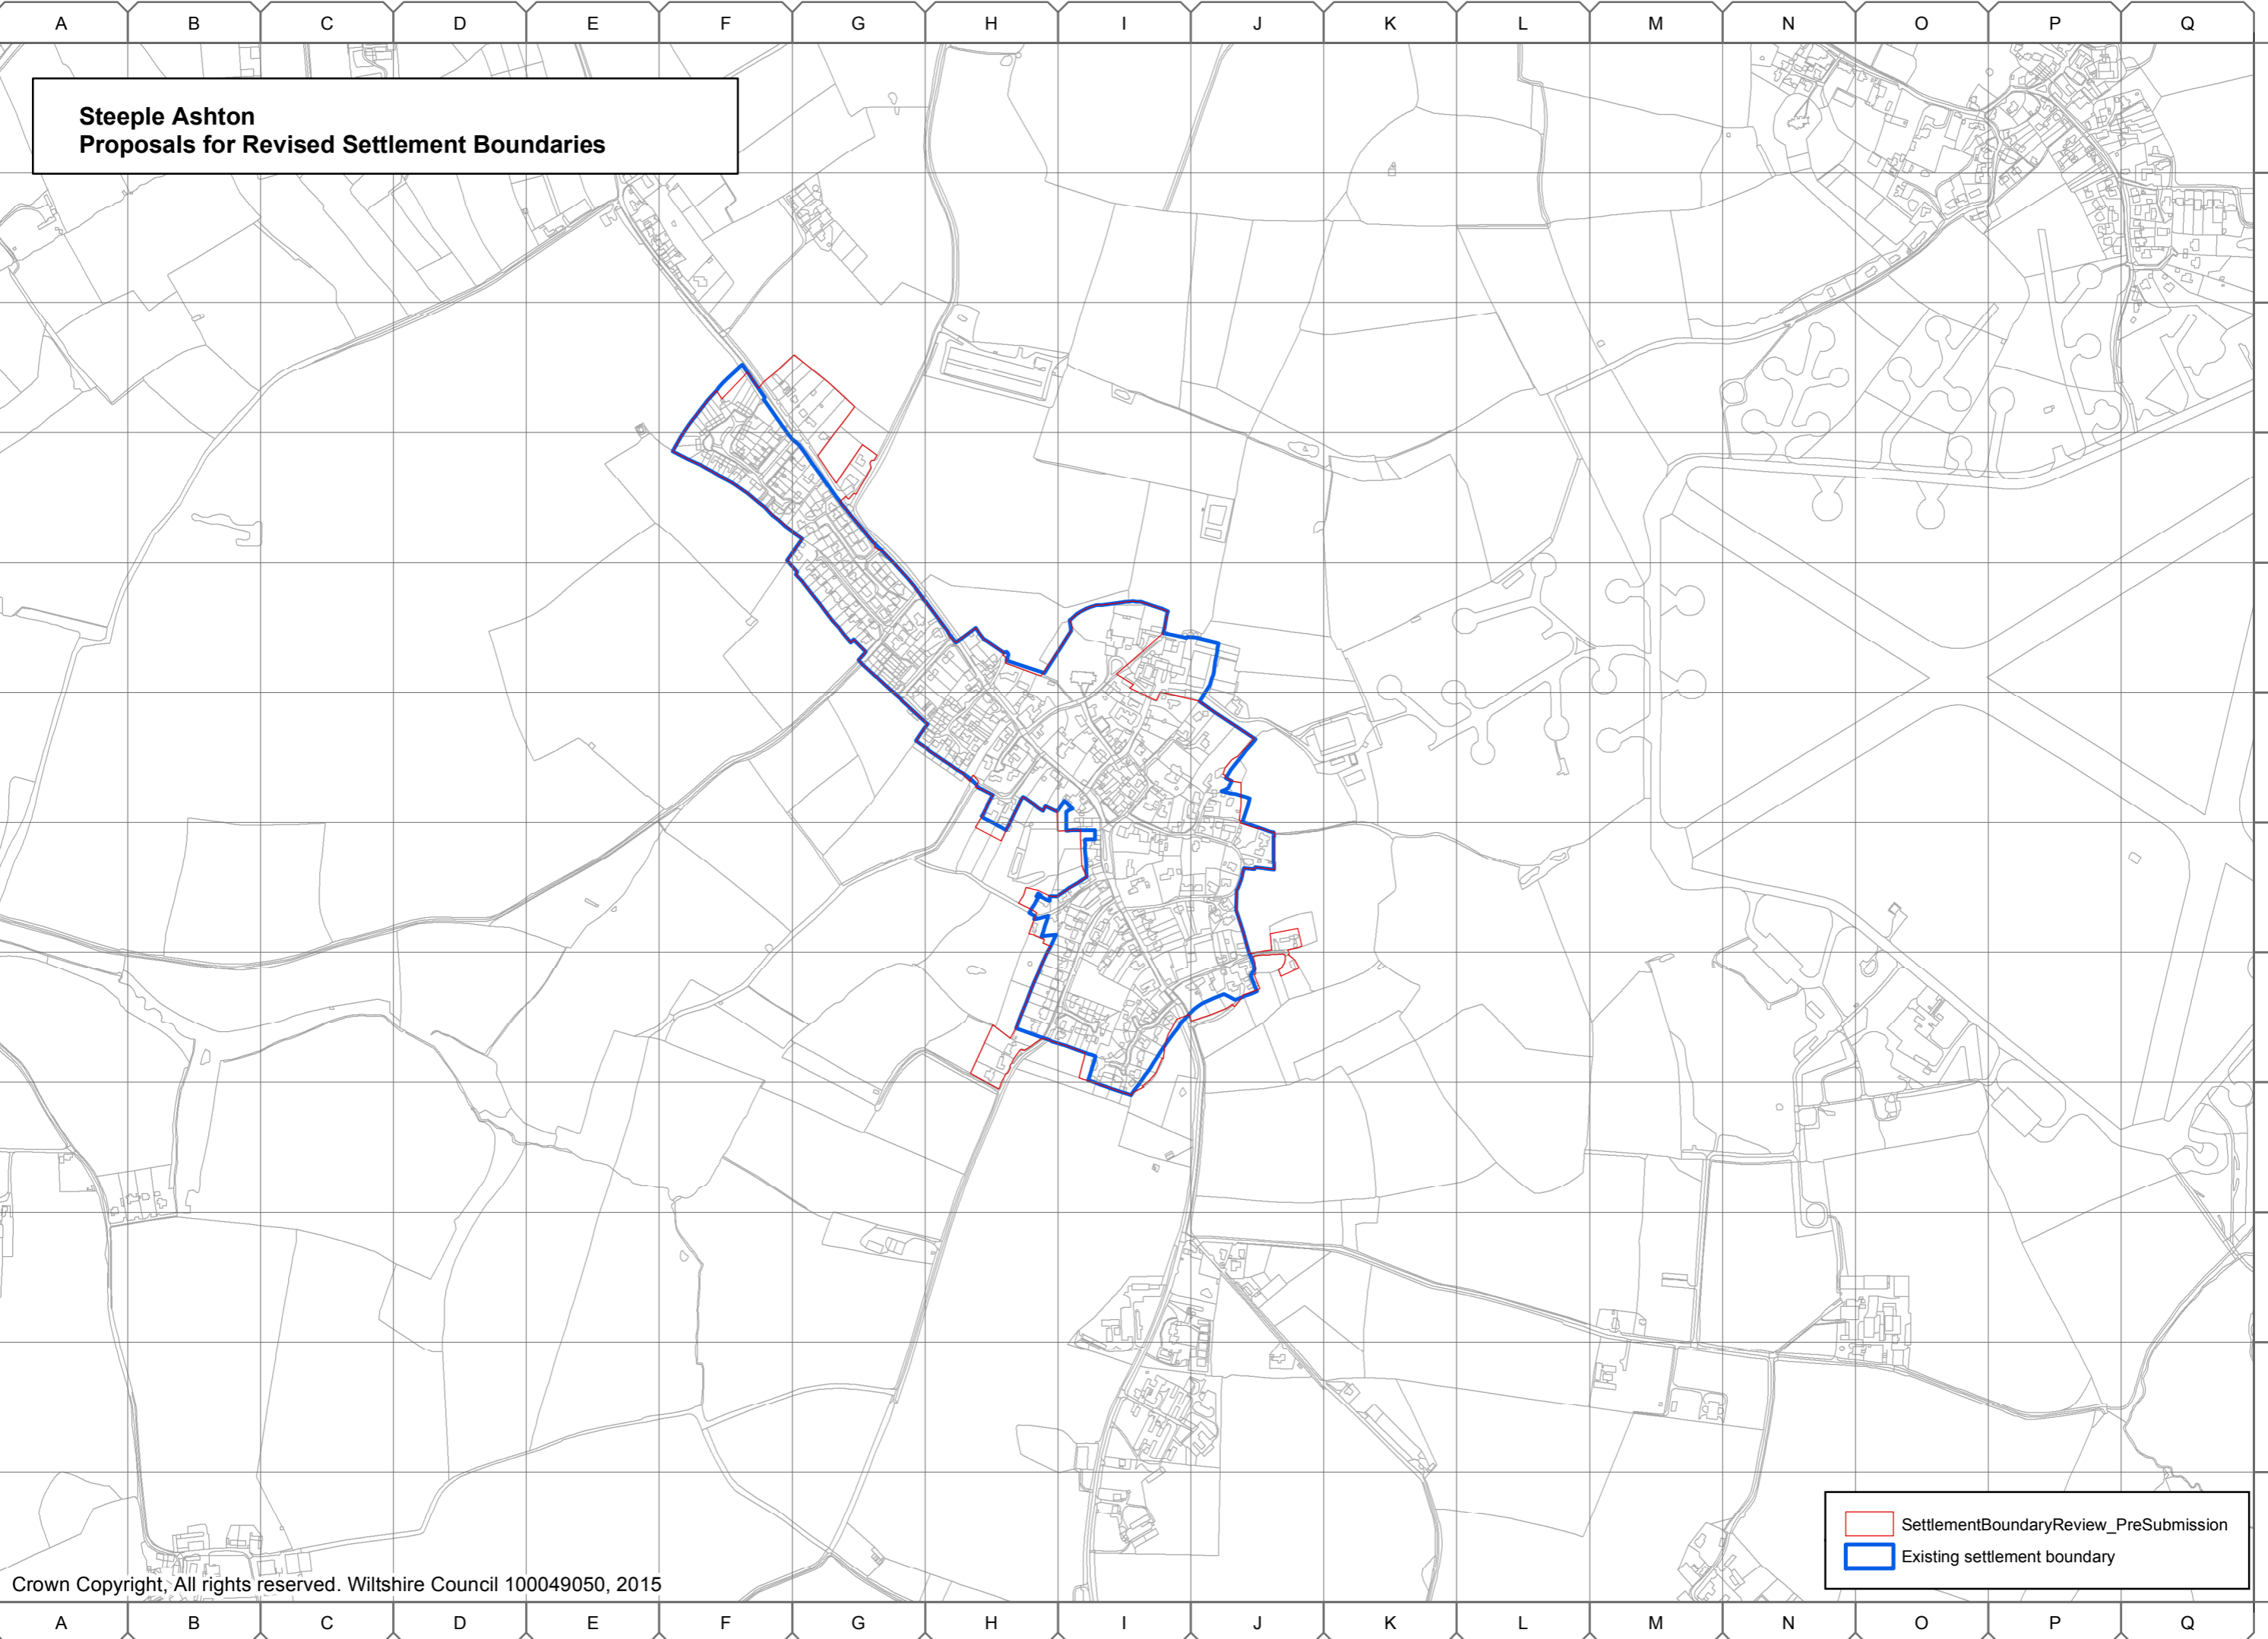 A B C D E F G H I J K L M N O P Q
Steeple Ashton
Proposals for Revised Settlement Boundaries
SettlementBoundaryReview_PreSubmission
Existing settlement boundary
Crown Copyright, All rights reserved. Wiltshire Council 100049050, 2015
A B C D E F G H I J K L M N O P Q